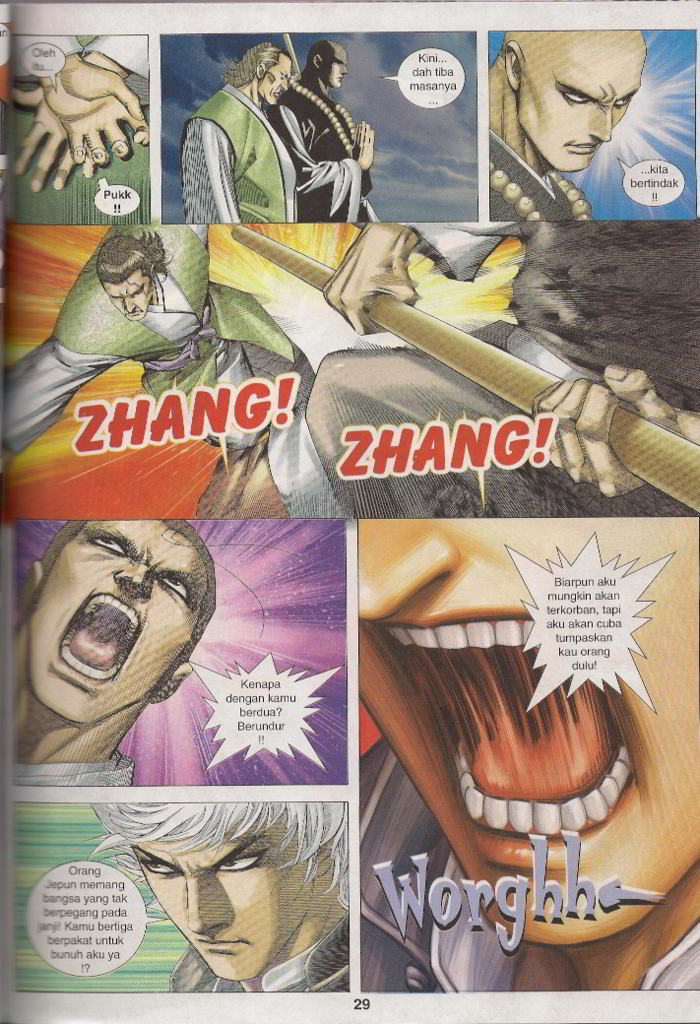 Oleh
itu...
Pukk
!!
Kini...
dah tiba
masanya
...
...kita
bertindak
!!
ZHANG!
ZHANG!
Kenapa
dengan kamu
berdua?
Berundur
!!
Biarpun aku
mungkin akan
terkorban, tapi
aku akan cuba
tumpaskan
kau orang
dulu!
Orang
Jepun memang
bangsa yang tak
berpegang pada
janji! Kamu bertiga
berpakat untuk
bunuh aku ya
!?
Worghh
29